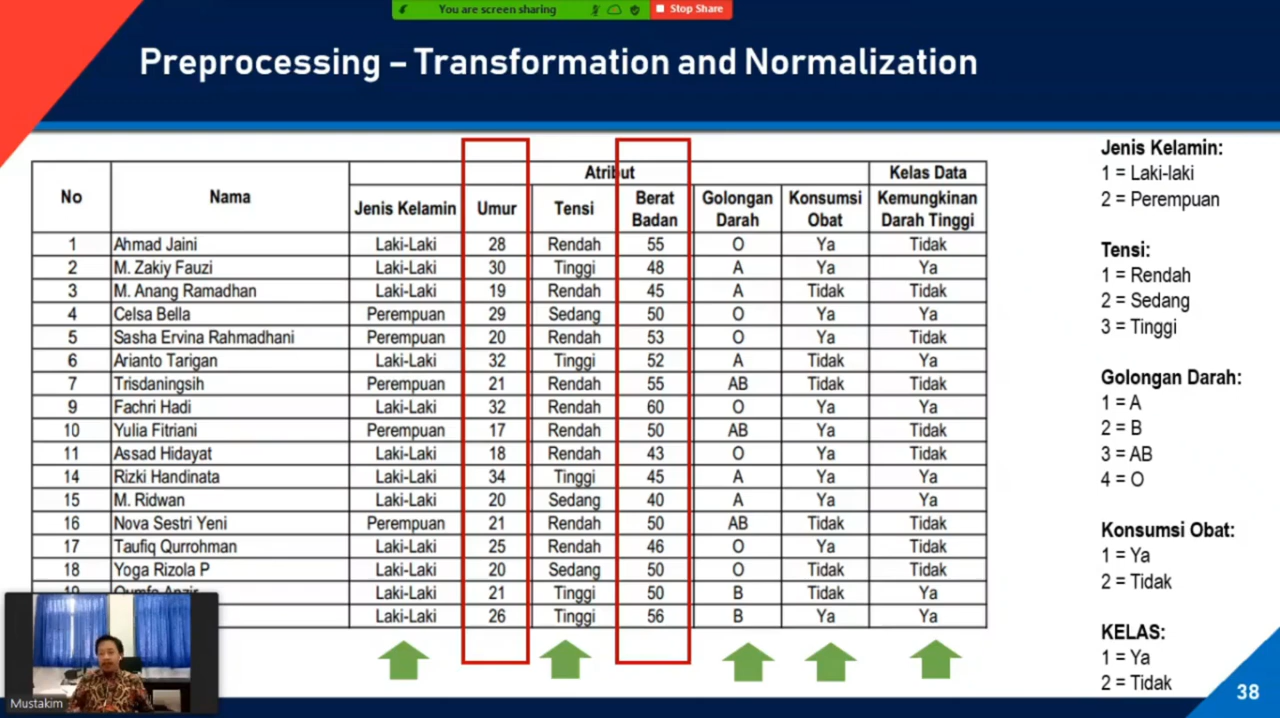 You are screen sharing
Stop Share
Preprocessing – Transformation and Normalization
No Nama Atribut Kelas Data
Jenis Kelamin Umur Tensi Berat Badan Golongan Darah Konsumsi Obat Kemungkinan Darah Tinggi
1 Ahmad Jaini Laki-Laki 28 Rendah 55 O Ya Tidak
2 M. Zakiy Fauzi Laki-Laki 30 Tinggi 48 A Ya Ya
3 M. Anang Ramadhan Laki-Laki 19 Rendah 45 A Tidak Tidak
4 Celsa Bella Perempuan 29 Sedang 50 O Ya Ya
5 Sasha Ervina Rahmadhani Perempuan 20 Rendah 53 O Ya Tidak
6 Arianto Tarigan Laki-Laki 32 Tinggi 52 A Tidak Ya
7 Trisdaningsih Perempuan 21 Rendah 55 AB Tidak Tidak
9 Fachri Hadi Laki-Laki 32 Rendah 60 O Ya Ya
10 Yulia Fitriani Perempuan 17 Rendah 50 AB Ya Tidak
11 Assad Hidayat Laki-Laki 18 Rendah 43 O Ya Tidak
14 Rizki Handinata Laki-Laki 34 Tinggi 45 A Ya Ya
15 M. Ridwan Laki-Laki 20 Sedang 40 A Ya Ya
16 Nova Sestri Yeni Perempuan 21 Rendah 50 AB Tidak Tidak
17 Taufiq Qurrohman Laki-Laki 25 Rendah 46 O Ya Tidak
18 Yoga Rizola P Laki-Laki 20 Sedang 50 O Tidak Tidak
Laki-Laki 21 Tinggi 50 B Tidak Ya
Laki-Laki 26 Tinggi 56 B Ya Ya
Jenis Kelamin:
1 = Laki-laki
2 = Perempuan
Tensi:
1 = Rendah
2 = Sedang
3 = Tinggi
Golongan Darah:
1 = A
2 = B
3 = AB
4 = O
Konsumsi Obat:
1 = Ya
2 = Tidak
KELAS:
1 = Ya
2 = Tidak
Mustakim
38